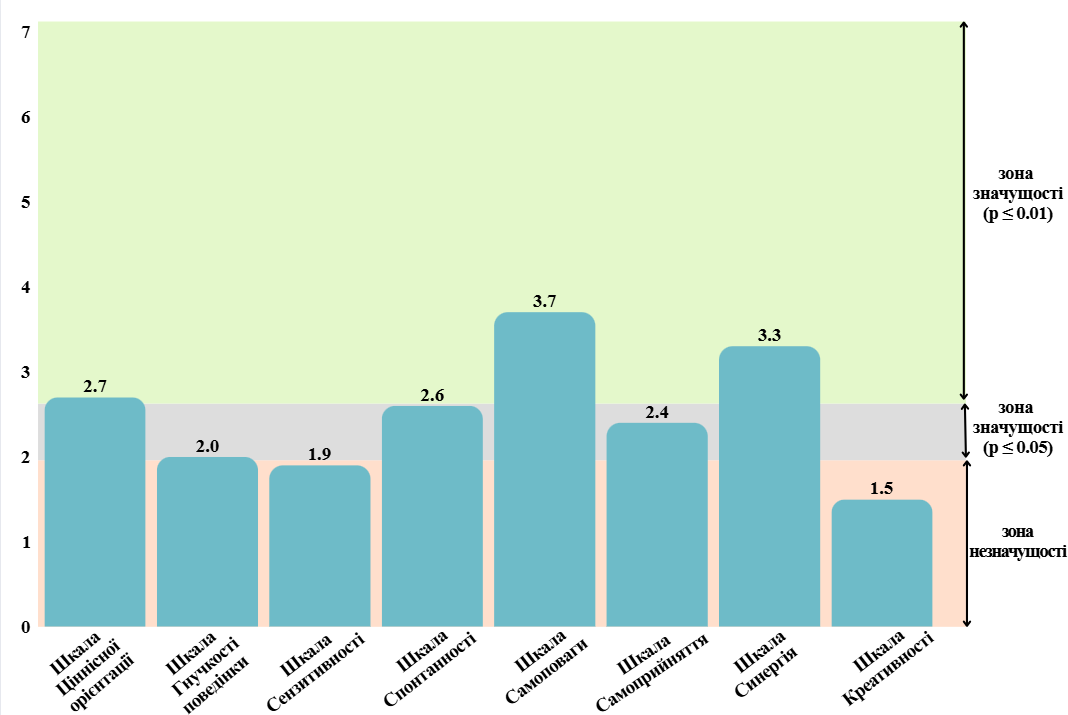 7
6
5
4
3
2
1
0
2.7
2.0
1.9
2.6
3.7
2.4
3.3
1.5
зона
значущості
(p ≤ 0.01)
зона
значущості
(p ≤ 0.05)
зона
незначущості
Шкала
Ціннісної
орієнтації
Шкала
Гнучкості
поведінки
Шкала
Сензитивності
Шкала
Спонтанності
Шкала
Самоповаги
Шкала
Самоприйняття
Шкала
Синергія
Шкала
Креативності